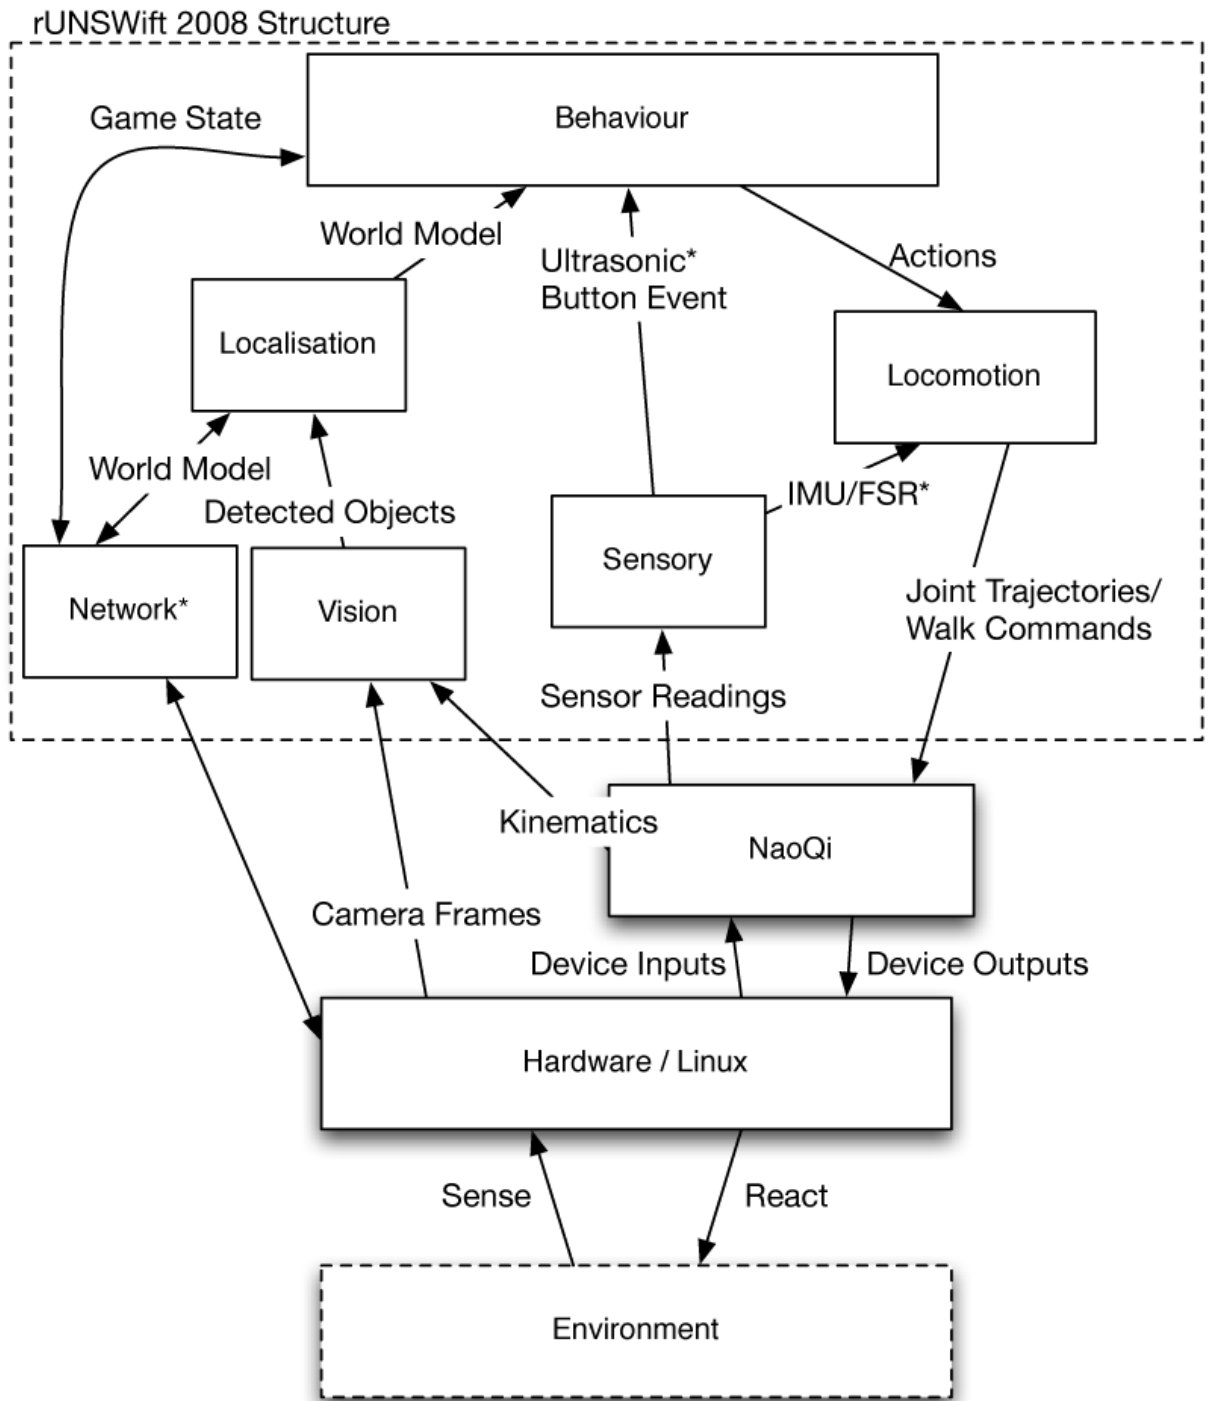 rUNSWift 2008 Structure
Behaviour
Game State
World Model
Ultrasonic*
Button Event
Actions
Localisation
Locomotion
World Model
Detected Objects
IMU/FSR*
Sensory
Network*
Vision
Joint Trajectories/
Walk Commands
Sensor Readings
Kinematics
NaoQi
Camera Frames
Device Inputs
Device Outputs
Hardware / Linux
Sense
React
Environment